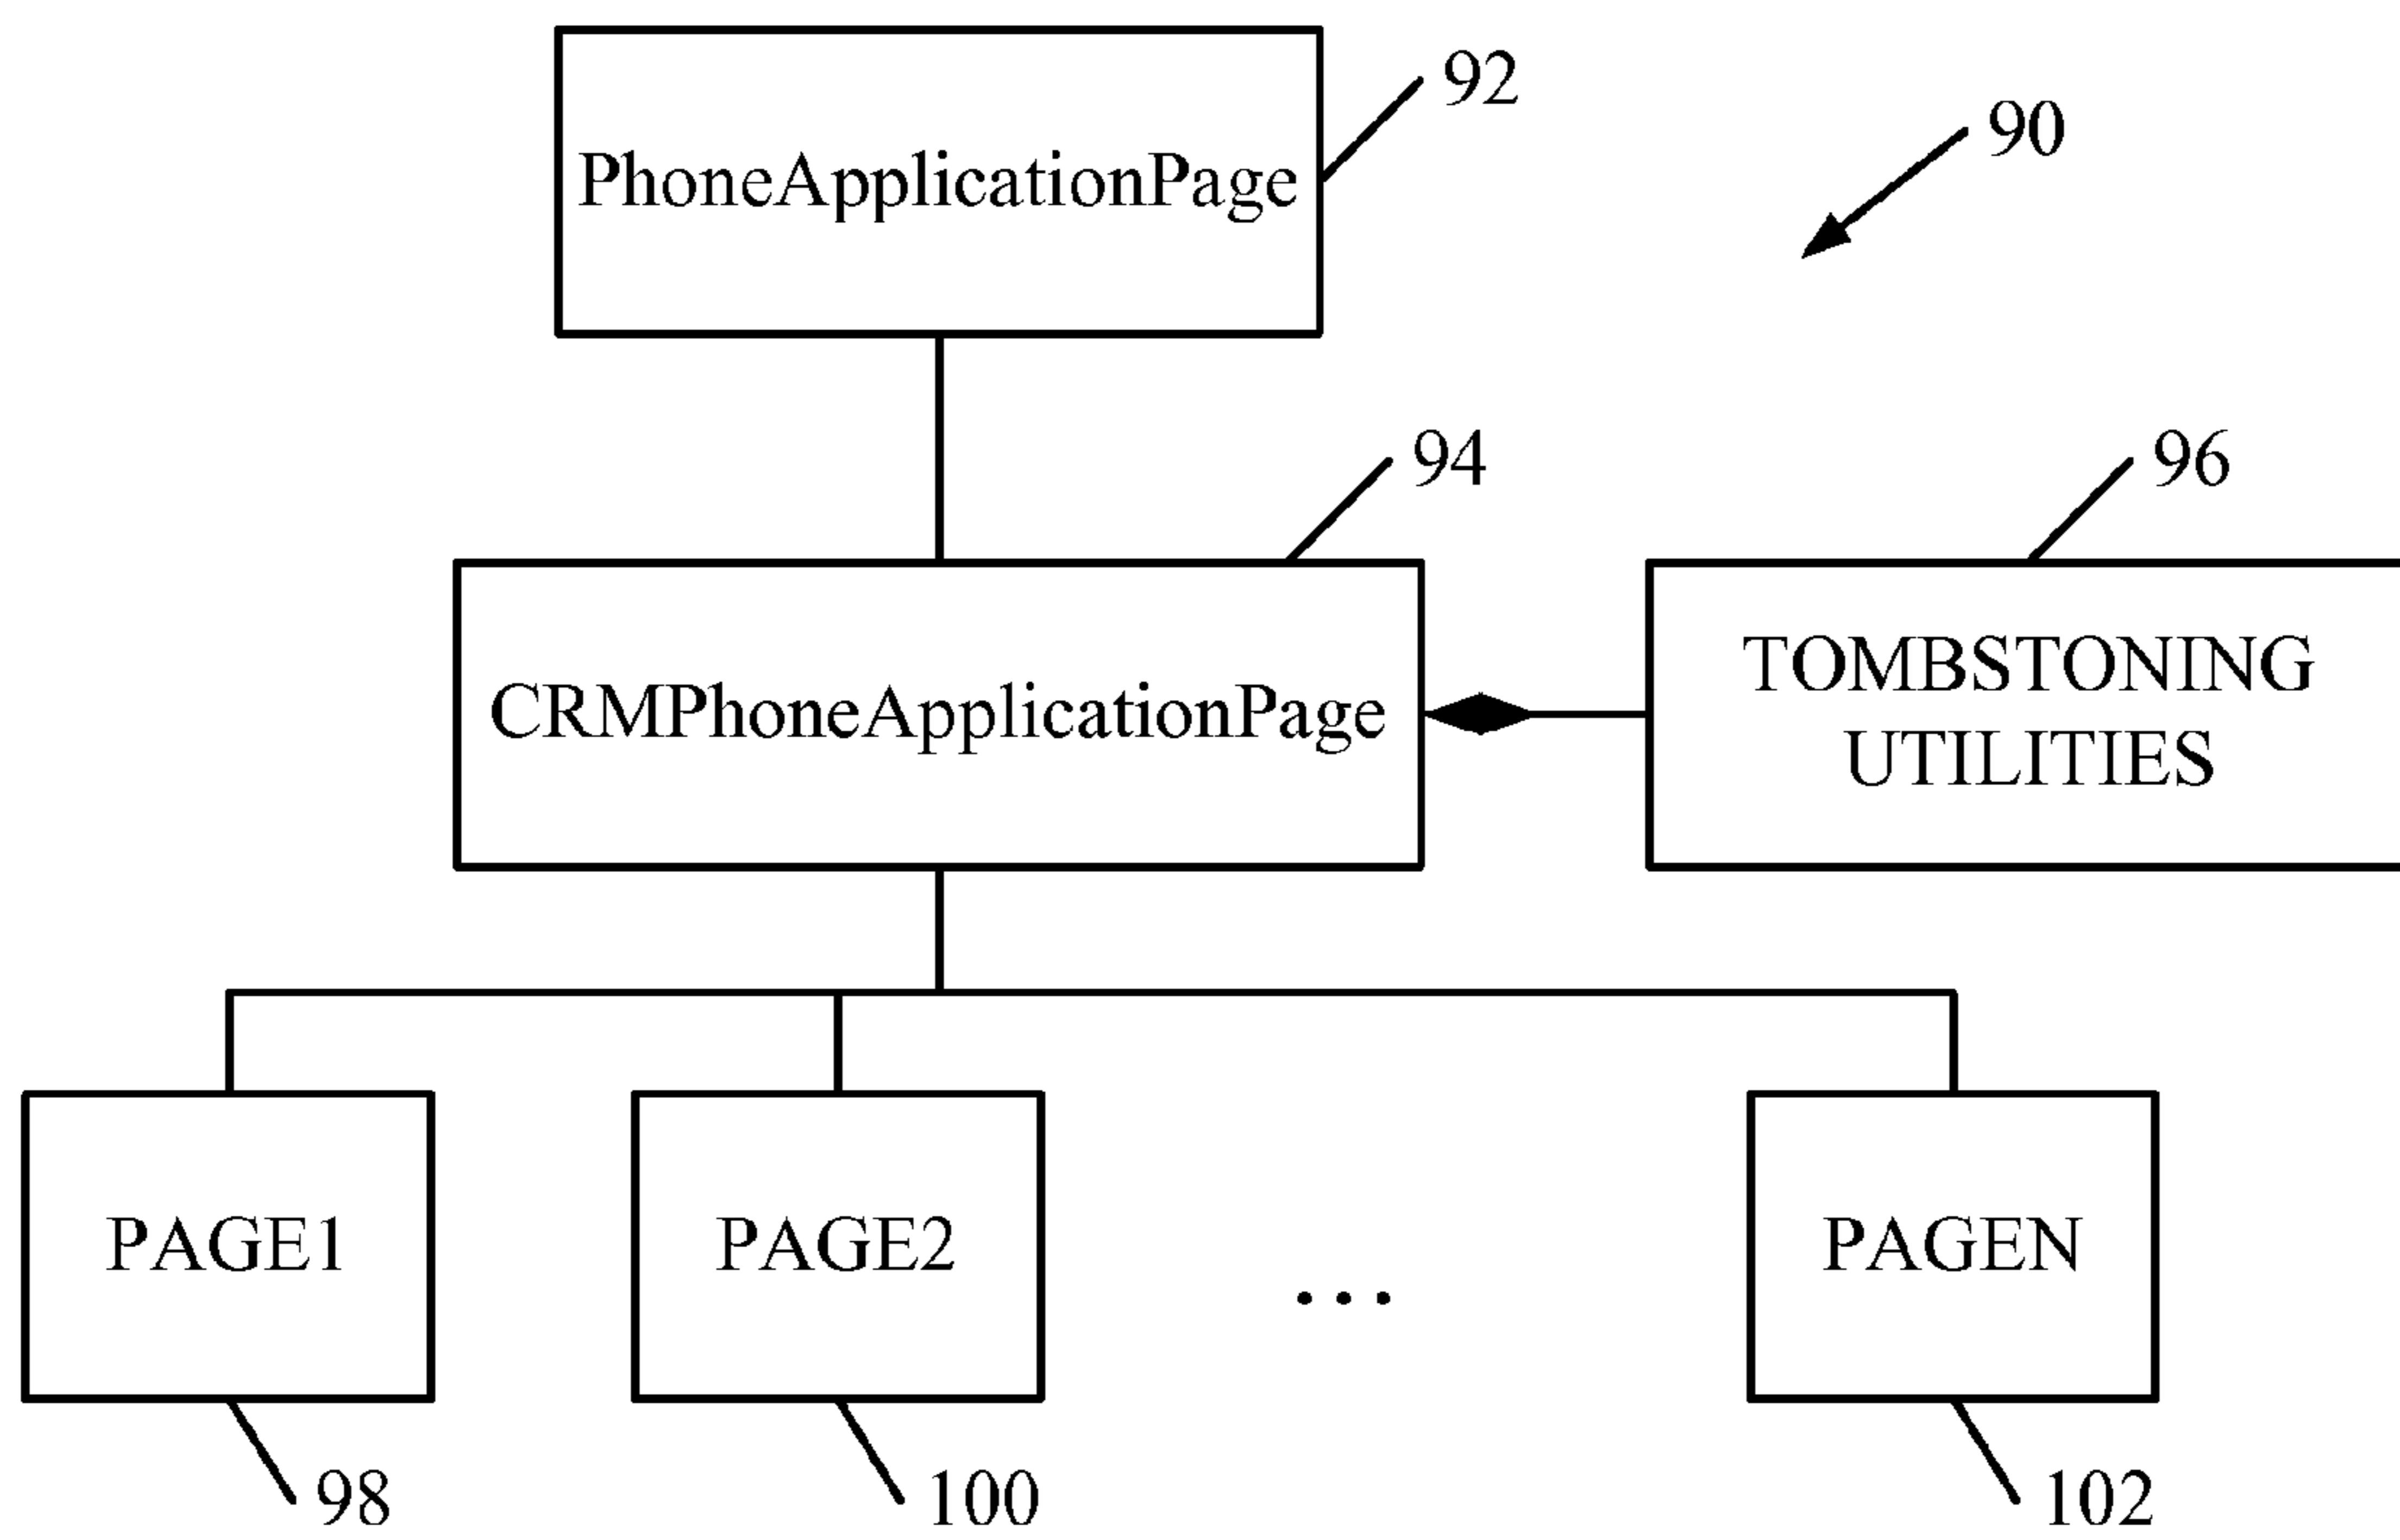 92
PhoneApplicationPage
90
94
96
CRMPhoneApplicationPage
TOMBSTONING
UTILITIES
PAGE1
PAGE2
...
PAGEN
98
100
102